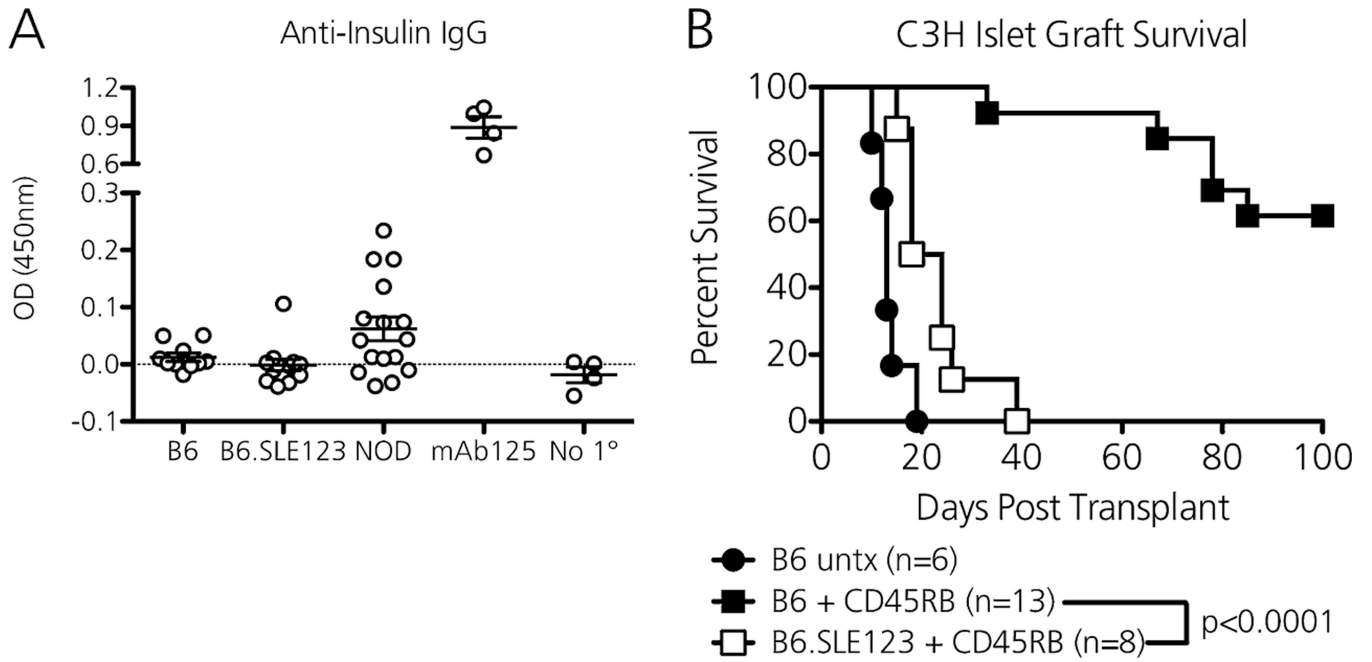 A
Anti-Insulin IgG
OD (450nm)
1.2
0.9
0.6
0.3
0.2
0.1
0.0
-0.1
B6 B6.SLE123 NOD mAb125 No 1°
B
C3H Islet Graft Survival
Percent Survival
100
80
60
40
20
0
0 20 40 60 80 100
Days Post Transplant
B6 untx (n=6)
B6 + CD45RB (n=13)
B6.SLE123 + CD45RB (n=8)
p<0.0001